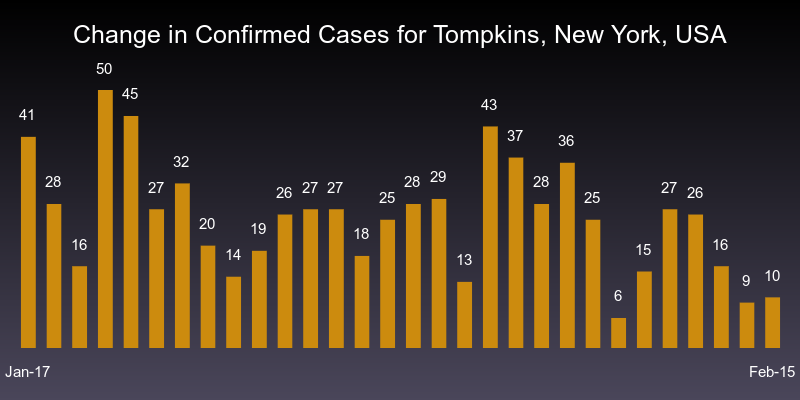 Change in Confirmed Cases for Tompkins, New York, USA
41 28 16 50 45 27 32 20 14 19 26 27 27 18 25 28 29 13 43 37 28 36 25 6 15 27 26 16 9 10
Jan-17 Feb-15